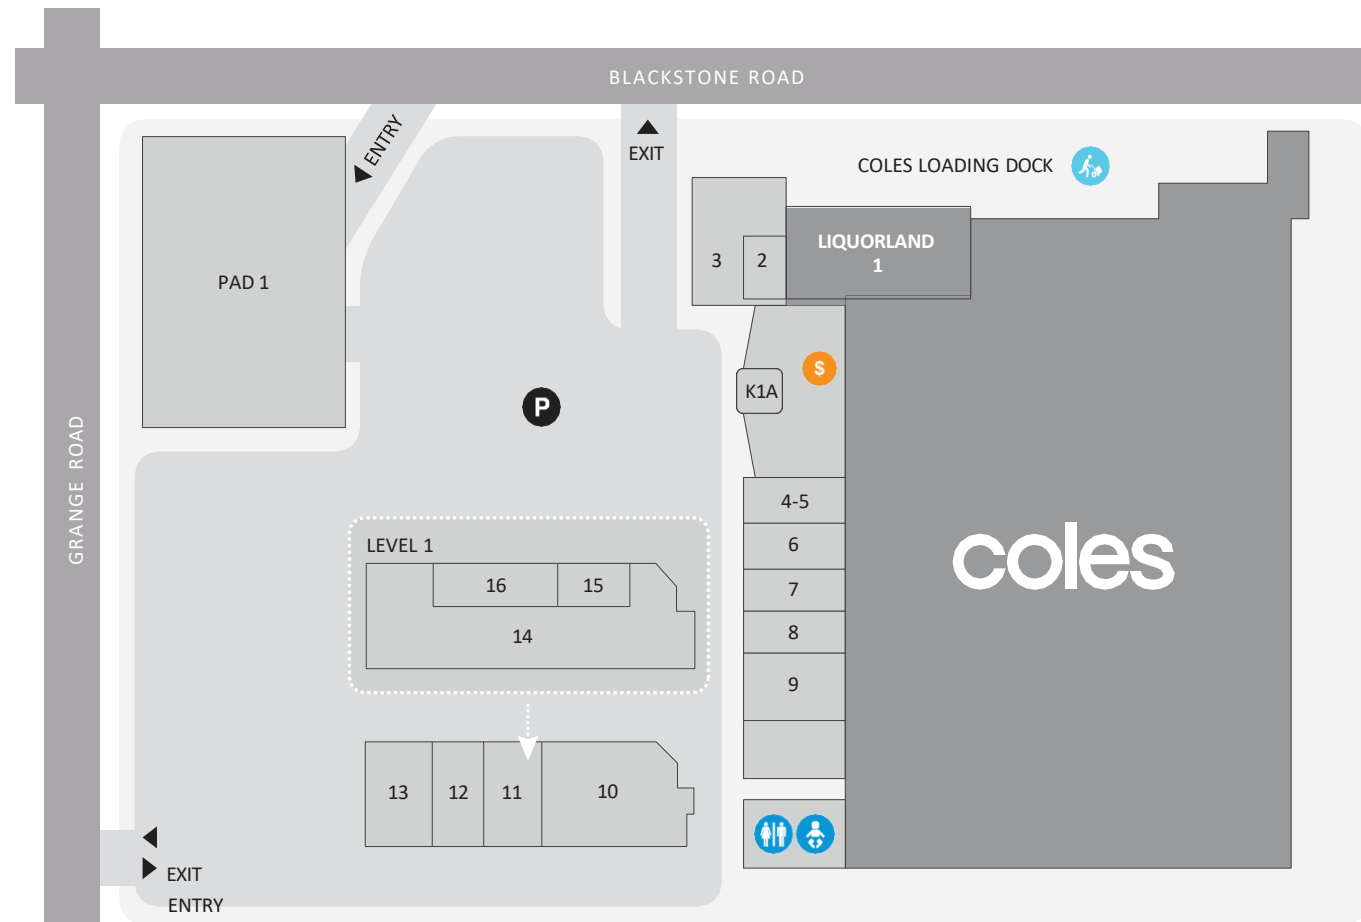 BLACKSTONE ROAD
ENTRY
EXIT
COLES LOADING DOCK
LIQUORLAND
1
3
2
PAD 1
$
K1A
P
GRANGE ROAD
4-5
6
7
8
9
coles
LEVEL 1
16
15
14
13
12
11
10
EXIT
ENTRY